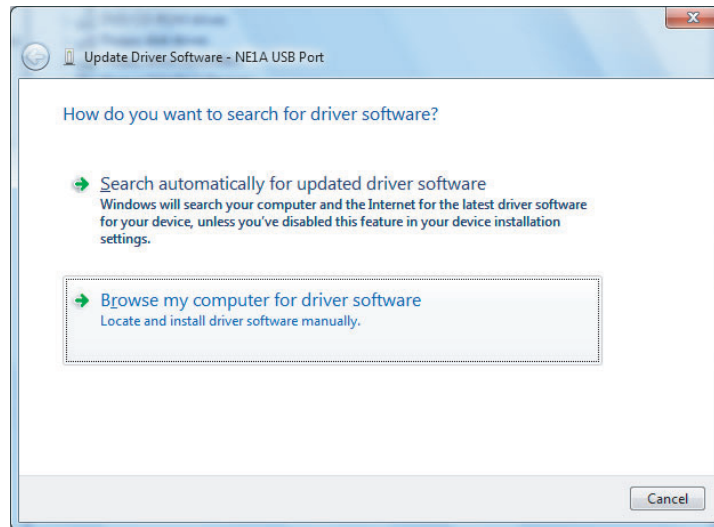 Update Driver Software - NE1A USB Port
How do you want to search for driver software?
Search automatically for updated driver software
Windows will search your computer and the Internet for the latest driver software
for your device, unless you've disabled this feature in your device installation
settings.
Browse my computer for driver software
Locate and install driver software manually.
Cancel